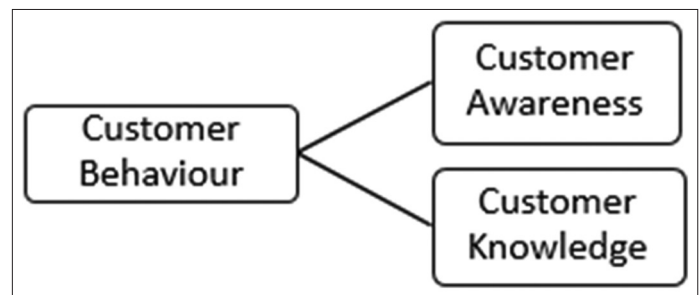 Customer
Behaviour
Customer
Awareness
Customer
Knowledge